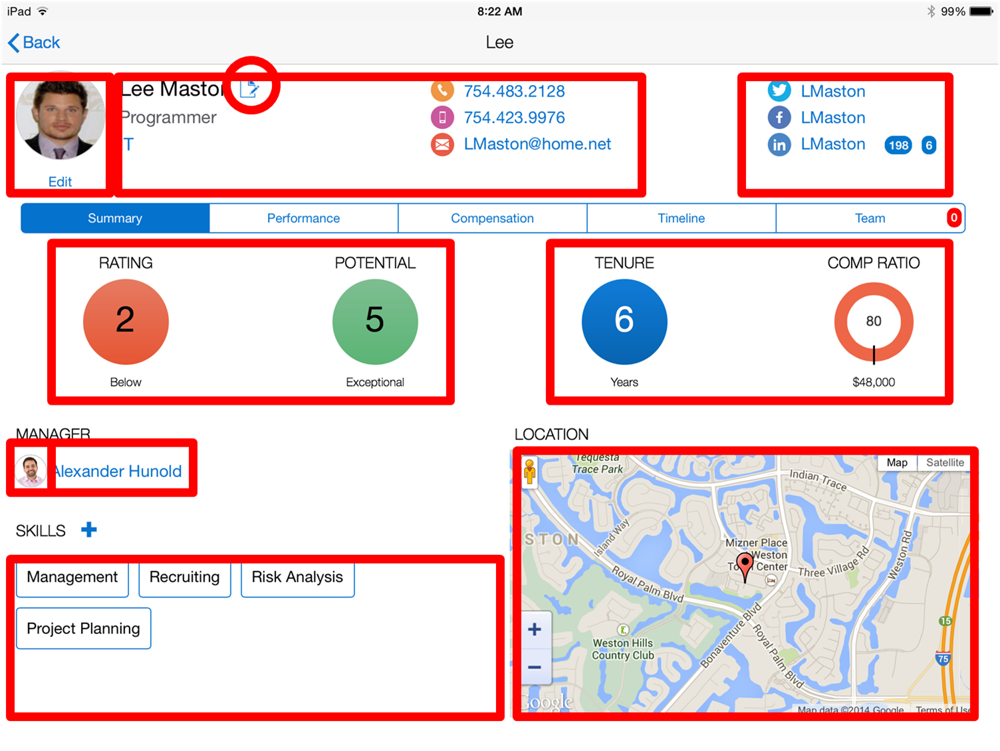 iPad 8:22 AM 99%
Back Lee
Lee Maston
Programmer
IT
Edit
754.483.2128
754.423.9976
LMaston@home.net
LMaston
LMaston
LMaston 198 6
Summary Performance Compensation Timeline Team 0
RATING POTENTIAL TENURE COMP RATIO
2 5 6 80
Below Exceptional Years $48,000
MANAGER
Alexander Hunold
SKILLS
Management Recruiting Risk Analysis
Project Planning
LOCATION
Map Satellite
Tequesta
Trace Park
Indian Trace
STON
Island Way
Mizner Place
Weston
Town Center
Three Village Rd
Weston Rd
Royal Palm Blvd
Weston Hills
Country Club
Bonaventure Blvd
Royal Palm Blvd
15
75
Google
Map data ©2014 Google Terms of Use